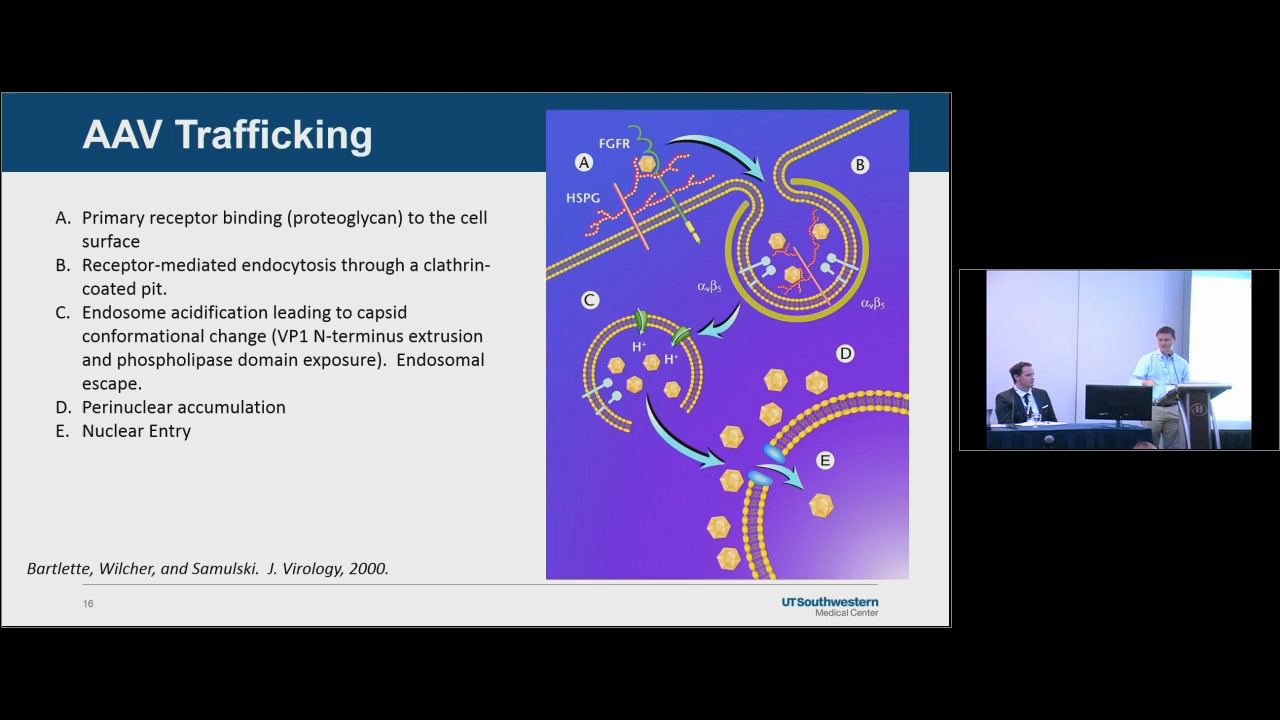 AAV Trafficking
A. Primary receptor binding (proteoglycan) to the cell
surface
B. Receptor-mediated endocytosis through a clathrin-
coated pit.
C. Endosome acidification leading to capsid
conformational change (VP1 N-terminus extrusion
and phospholipase domain exposure).  Endosomal
escape.
D. Perinuclear accumulation
E. Nuclear Entry
Bartlette, Wilcher, and Samulski.  J. Virology, 2000.
16
UTSouthwestern
Medical Center
FGFR
A
B
HSPG
αvβ5
αvβ5
C
H⁺
H⁺
D
E